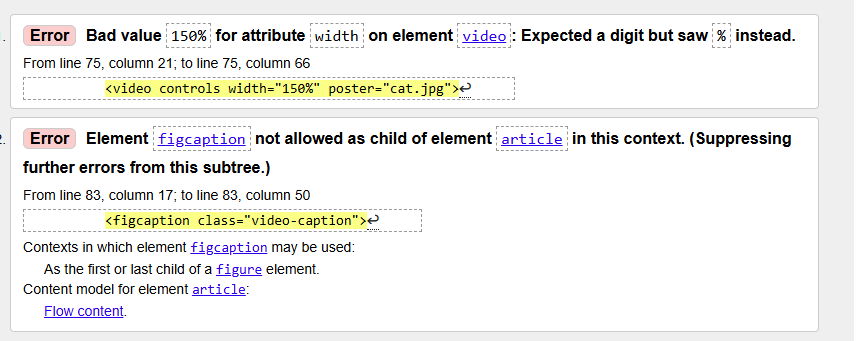 . Error Bad value 150% for attribute width on element video: Expected a digit but saw % instead.
From line 75, column 21; to line 75, column 66
<video controls width="150%" poster="cat.jpg">↩
2. Error Element figcaption not allowed as child of element article in this context. (Suppressing
further errors from this subtree.)
From line 83, column 17; to line 83, column 50
<figcaption class="video-caption">↩
Contexts in which element figcaption may be used:
As the first or last child of a figure element.
Content model for element article:
Flow content.